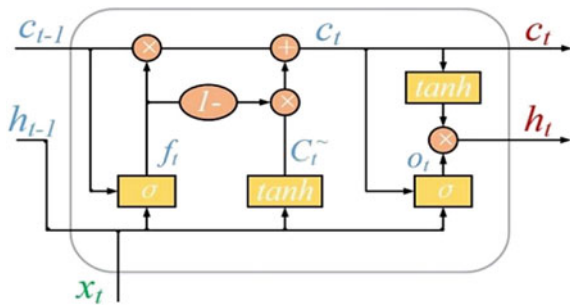 c_{t-1} × + c_t c_t
tanh
1- ×
h_{t-1} f_t C_t^~ o_t × h_t
σ tanh σ
x_t